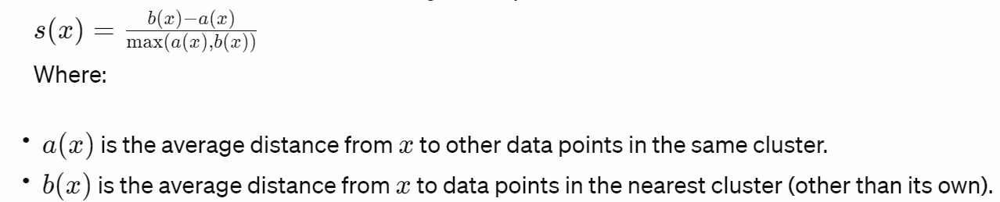 s(x) = \frac{b(x)-a(x)}{\max(a(x),b(x))}
Where:
• a(x) is the average distance from x to other data points in the same cluster.
• b(x) is the average distance from x to data points in the nearest cluster (other than its own).